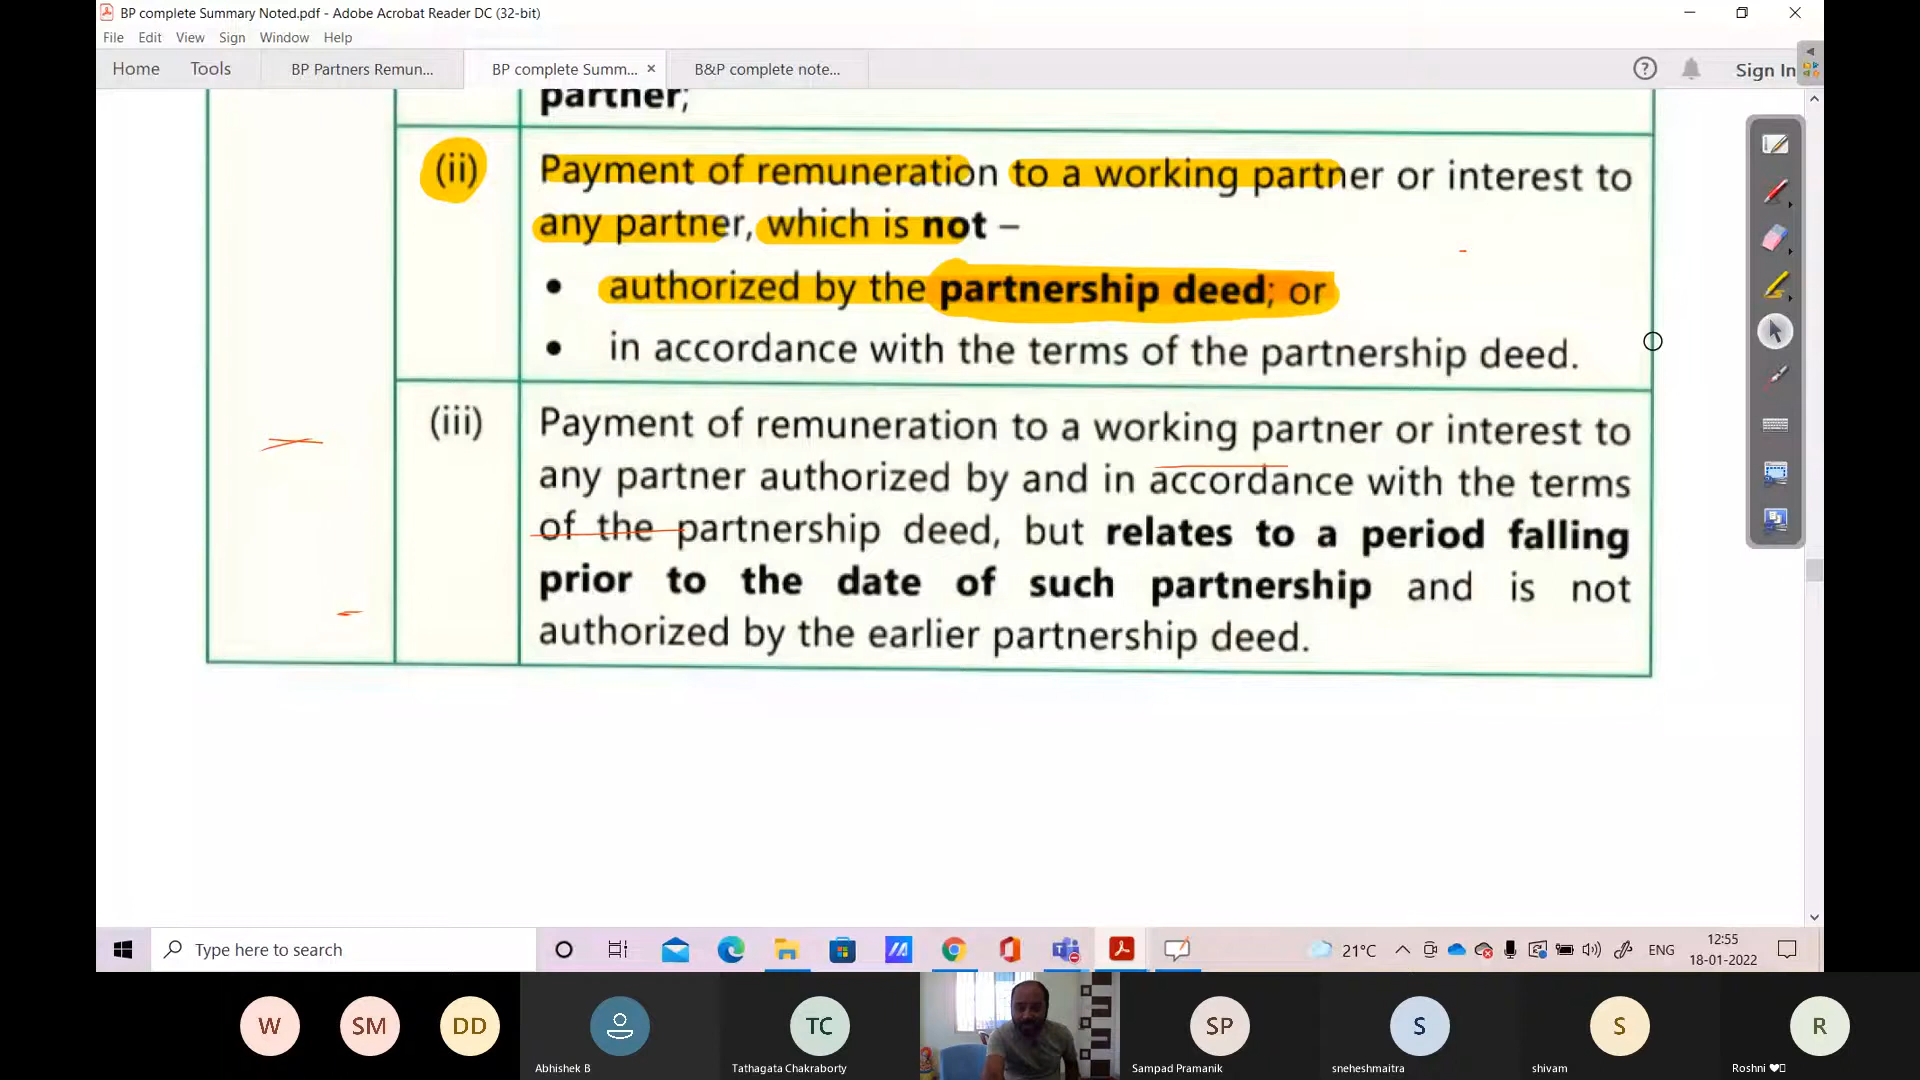 BP complete Summary Noted.pdf - Adobe Acrobat Reader DC (32-bit)
File Edit View Sign Window Help
Home Tools BP Partners Remun... BP complete Summ... × B&P complete note... Sign In
partner;
(ii) Payment of remuneration to a working partner or interest to
any partner, which is not –
• authorized by the partnership deed; or
• in accordance with the terms of the partnership deed.
(iii) Payment of remuneration to a working partner or interest to
any partner authorized by and in accordance with the terms
of the partnership deed, but relates to a period falling
prior to the date of such partnership and is not
authorized by the earlier partnership deed.
Type here to search 21°C ENG 12:55
18-01-2022
W SM DD TC SP S S R
Abhishek B Tathagata Chakraborty Sampad Pramanik sneheshmaitra shivam Roshni ❤